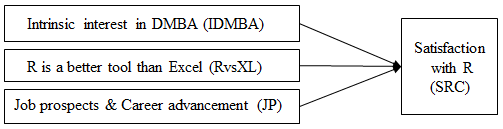 Intrinsic interest in DMBA (IDMBA)
R is a better tool than Excel (RvsXL)
Job prospects & Career advancement (JP)
Satisfaction
with R
(SRC)